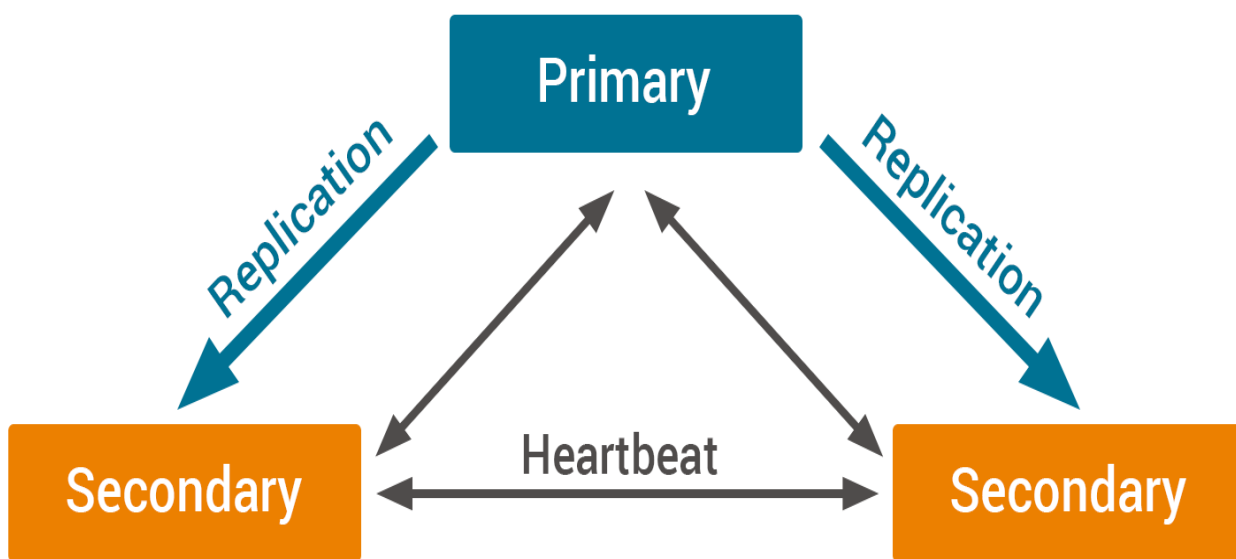 Primary
Replication
Replication
Heartbeat
Secondary
Secondary